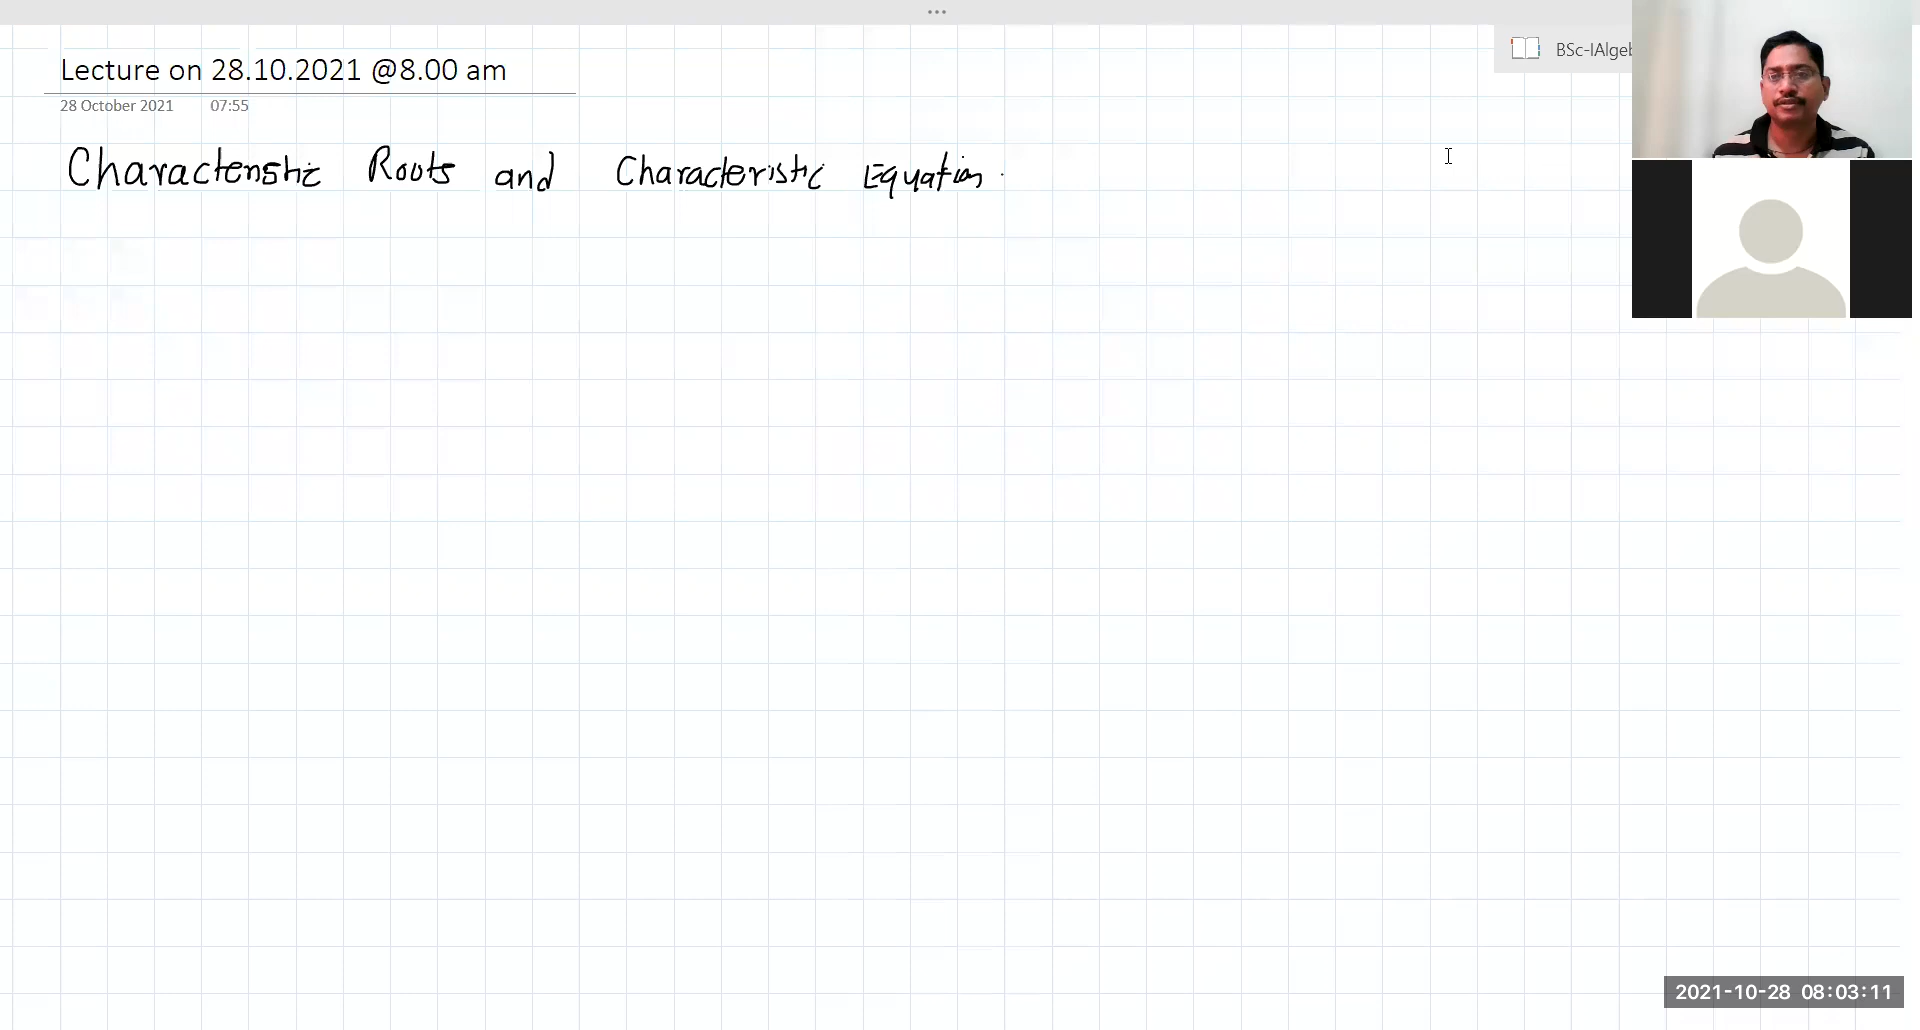 Lecture on 28.10.2021 @8.00 am
28 October 2021 07:55
BSc-IAlgeb
Characteristic Roots and Characteristic Equation.
2021-10-28 08:03:11